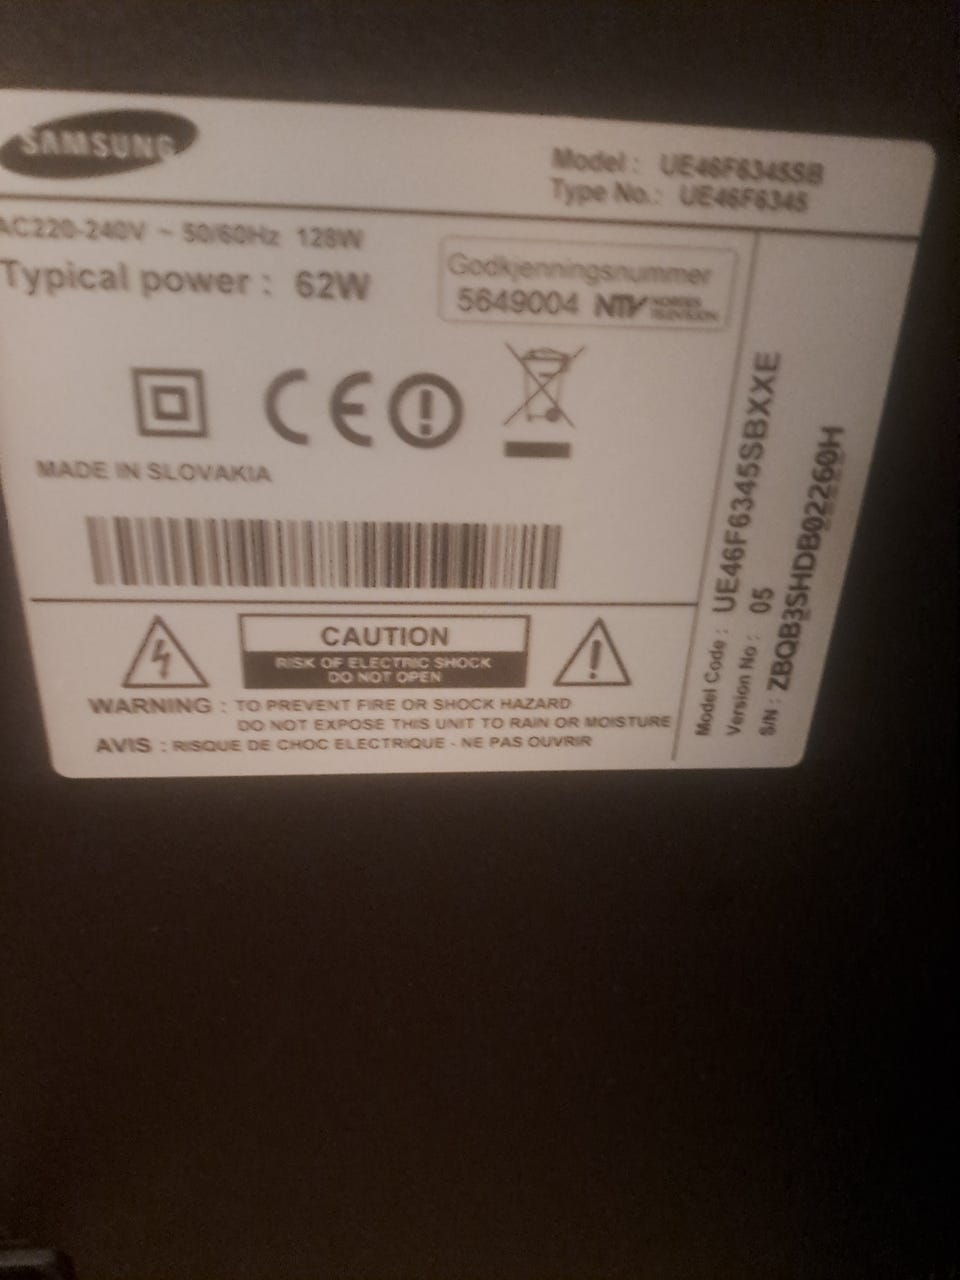 SAMSUNG
Model : UE46F6345SB
Type No.: UE46F6345
AC220-240V ~ 50/60Hz 128W
Typical power : 62W
Godkjenningsnummer
5649004 NTV NORGES
TELEVISION
CE
MADE IN SLOVAKIA
CAUTION
RISK OF ELECTRIC SHOCK
DO NOT OPEN
WARNING : TO PREVENT FIRE OR SHOCK HAZARD
DO NOT EXPOSE THIS UNIT TO RAIN OR MOISTURE
AVIS : RISQUE DE CHOC ELECTRIQUE - NE PAS OUVRIR
Model Code : UE46F6345SBXXE
Version No : 05
S/N : ZBQB3SHDB02260H